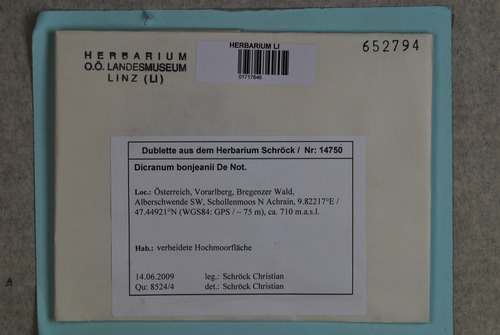 HERBARIUM
O.Ö. LANDESMUSEUM
LINZ (LI)
HERBARIUM LI
01717846
652794
Dublette aus dem Herbarium Schröck / Nr: 14750
Dicranum bonjeanii De Not.
Loc.: Österreich, Vorarlberg, Bregenzer Wald,
Alberschwende SW, Schollenmoos N Achrain, 9.82217°E /
47.44921°N (WGS84: GPS / ~ 75 m), ca. 710 m.a.s.l.
Hab.: verheidete Hochmoorfläche
14.06.2009 leg.: Schröck Christian
Qu: 8524/4 det.: Schröck Christian